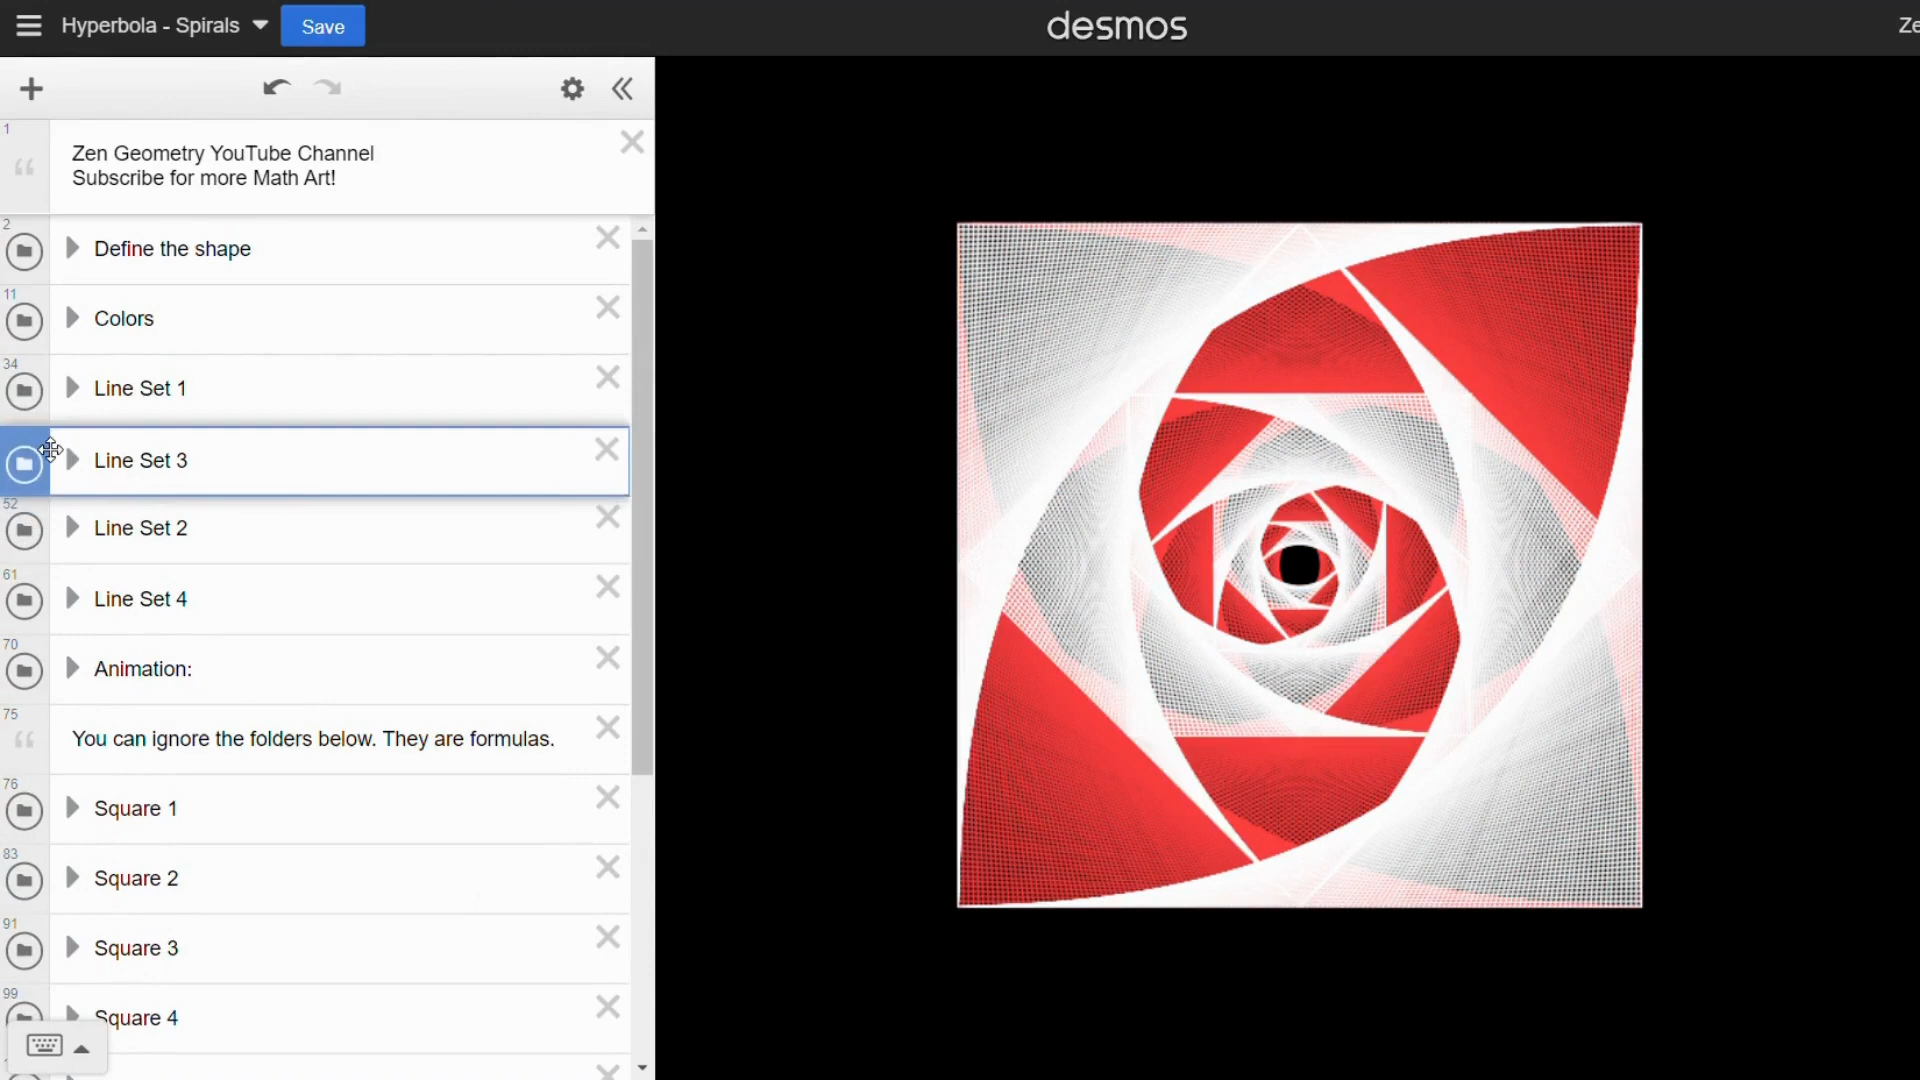 Hyperbola - Spirals
Save
desmos
Ze
1
Zen Geometry YouTube Channel
Subscribe for more Math Art!
2
Define the shape
11
Colors
34
Line Set 1
Line Set 3
52
Line Set 2
61
Line Set 4
70
Animation:
75
You can ignore the folders below. They are formulas.
76
Square 1
83
Square 2
91
Square 3
99
Square 4